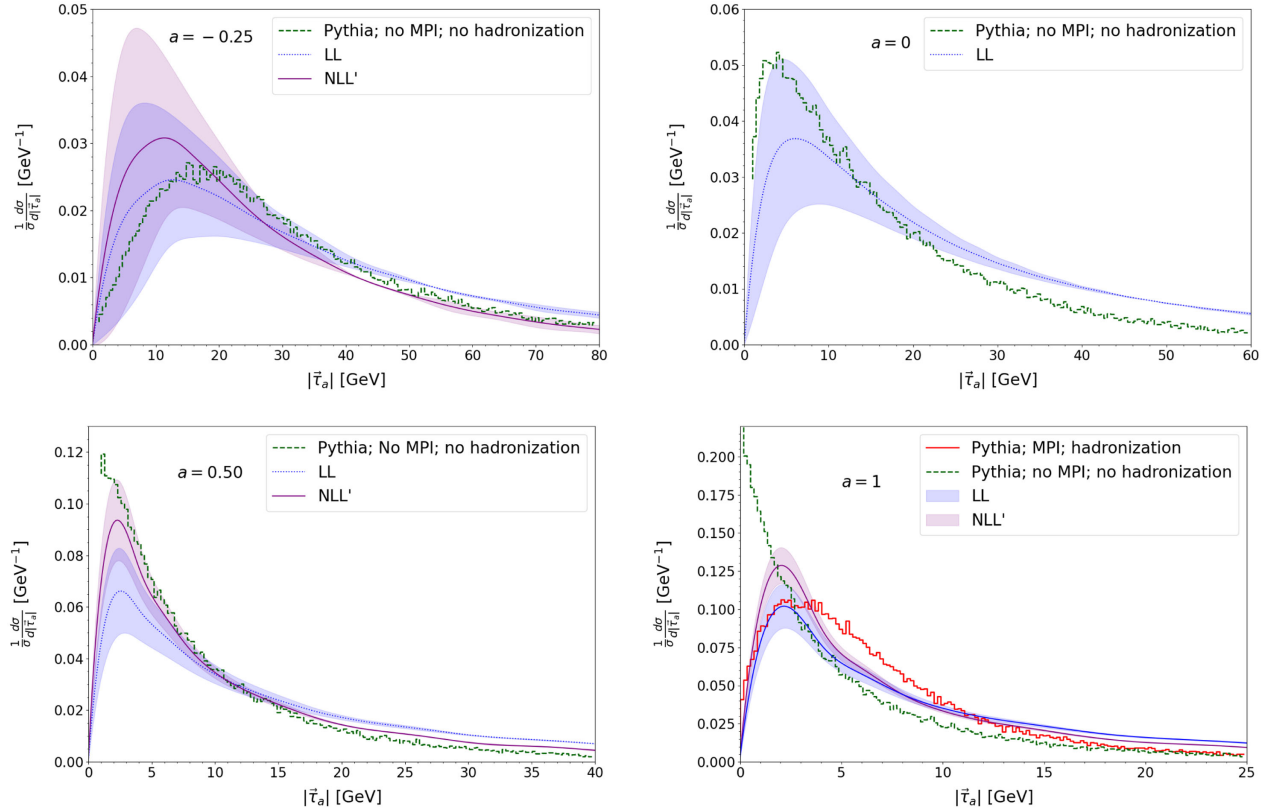 a = −0.25
Pythia; no MPI; no hadronization
LL
NLL'
1/σ̄ dσ/d|τ⃗ₐ| [GeV⁻¹]
0.05
0.04
0.03
0.02
0.01
0.00
0 10 20 30 40 50 60 70 80
|τ⃗ₐ| [GeV]
a = 0
Pythia; no MPI; no hadronization
LL
1/σ̄ dσ/d|τ⃗ₐ| [GeV⁻¹]
0.06
0.05
0.04
0.03
0.02
0.01
0.00
0 10 20 30 40 50 60
|τ⃗ₐ| [GeV]
a = 0.50
Pythia; No MPI; no hadronization
LL
NLL'
1/σ̄ dσ/d|τ⃗ₐ| [GeV⁻¹]
0.12
0.10
0.08
0.06
0.04
0.02
0.00
0 5 10 15 20 25 30 35 40
|τ⃗ₐ| [GeV]
a = 1
Pythia; MPI; hadronization
Pythia; no MPI; no hadronization
LL
NLL'
1/σ̄ dσ/d|τ⃗ₐ| [GeV⁻¹]
0.200
0.175
0.150
0.125
0.100
0.075
0.050
0.025
0.000
0 5 10 15 20 25
|τ⃗ₐ| [GeV]